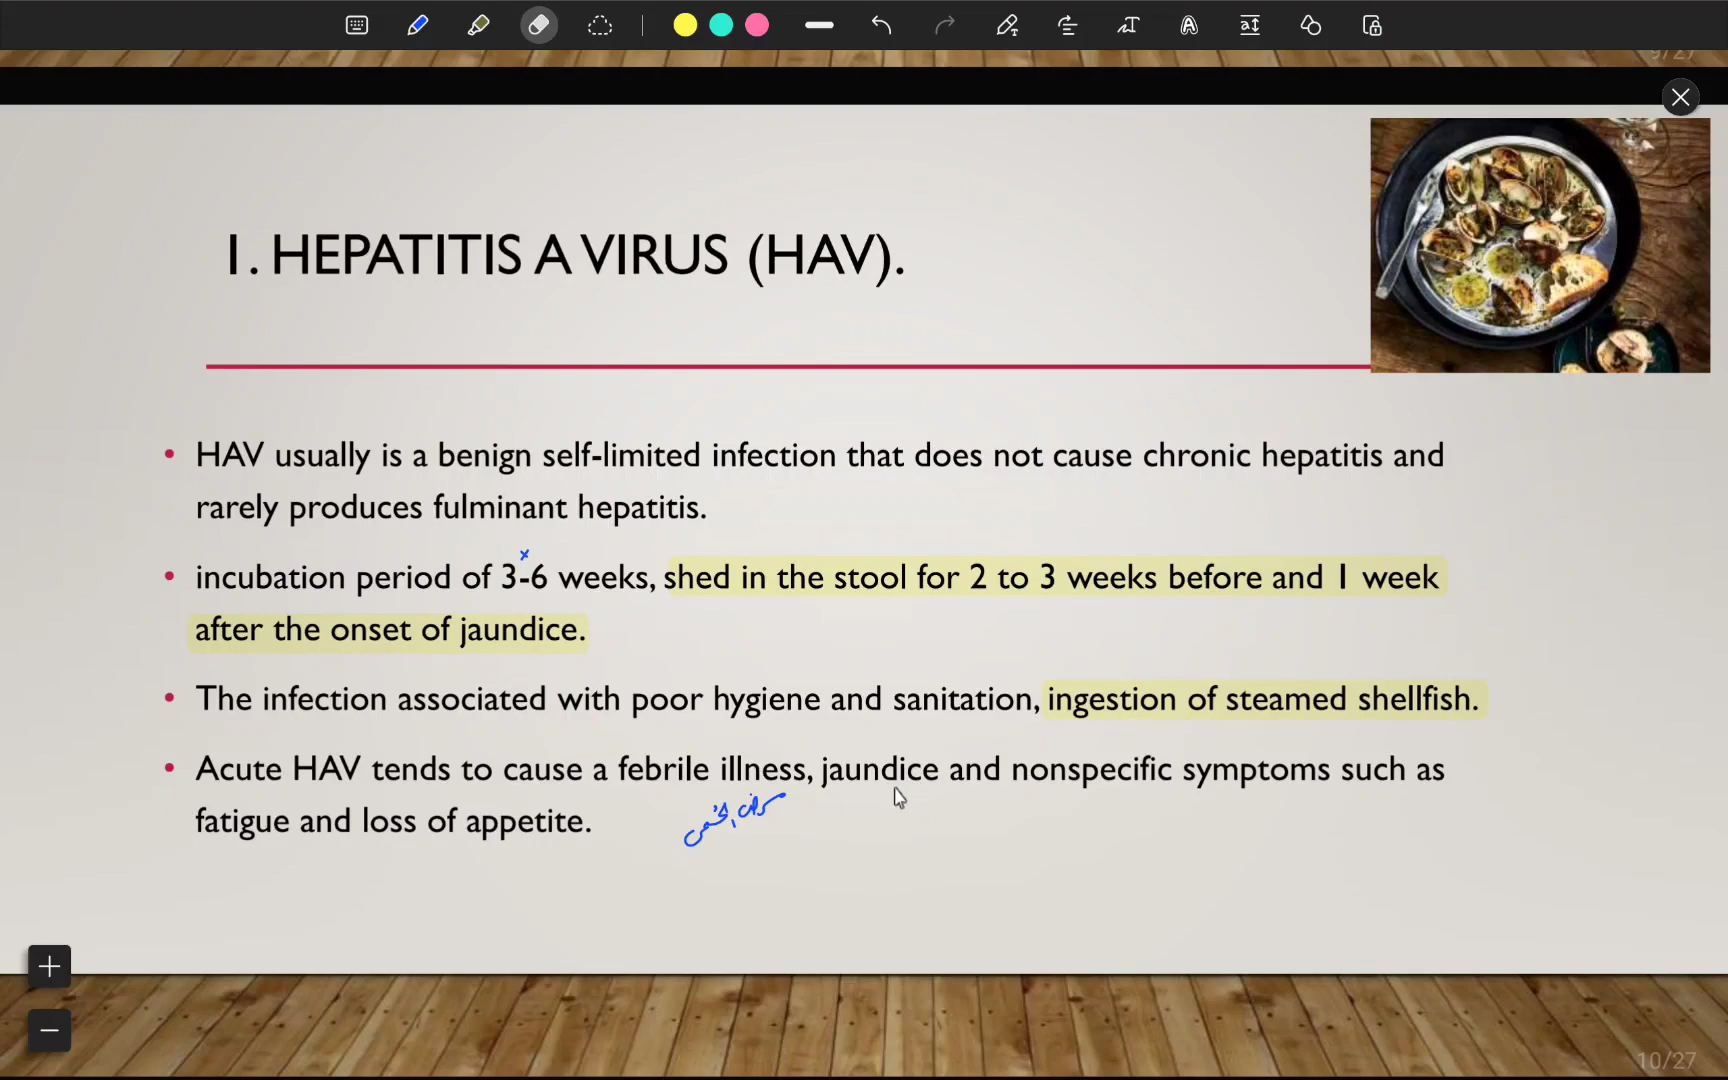 9/27
1. HEPATITIS A VIRUS (HAV).
• HAV usually is a benign self-limited infection that does not cause chronic hepatitis and
rarely produces fulminant hepatitis.
x
• incubation period of 3-6 weeks, shed in the stool for 2 to 3 weeks before and 1 week
after the onset of jaundice.
• The infection associated with poor hygiene and sanitation, ingestion of steamed shellfish.
• Acute HAV tends to cause a febrile illness, jaundice and nonspecific symptoms such as
fatigue and loss of appetite.
10/27